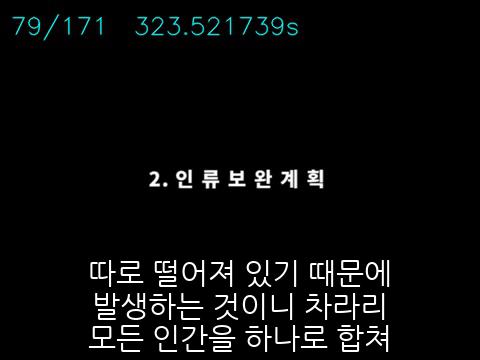 79/171 323.521739s
2. 인류보완계획
따로 떨어져 있기 때문에
발생하는 것이니 차라리
모든 인간을 하나로 합쳐